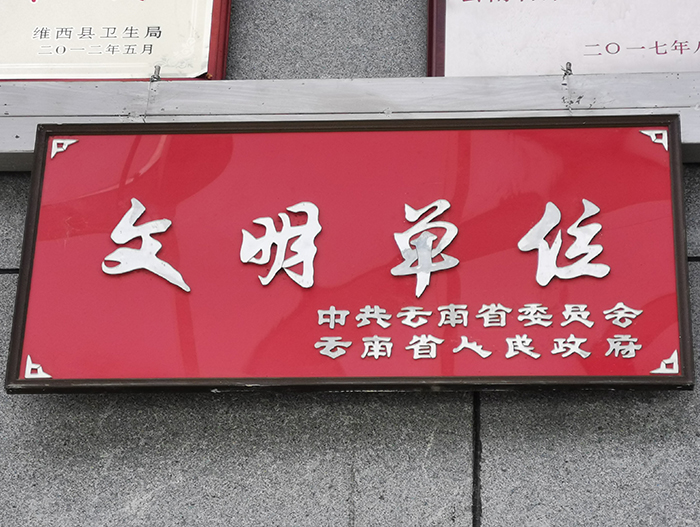 维西县卫生局
二〇一二年五月
二〇一七年
文明单位
中共云南省委员会
云南省人民政府